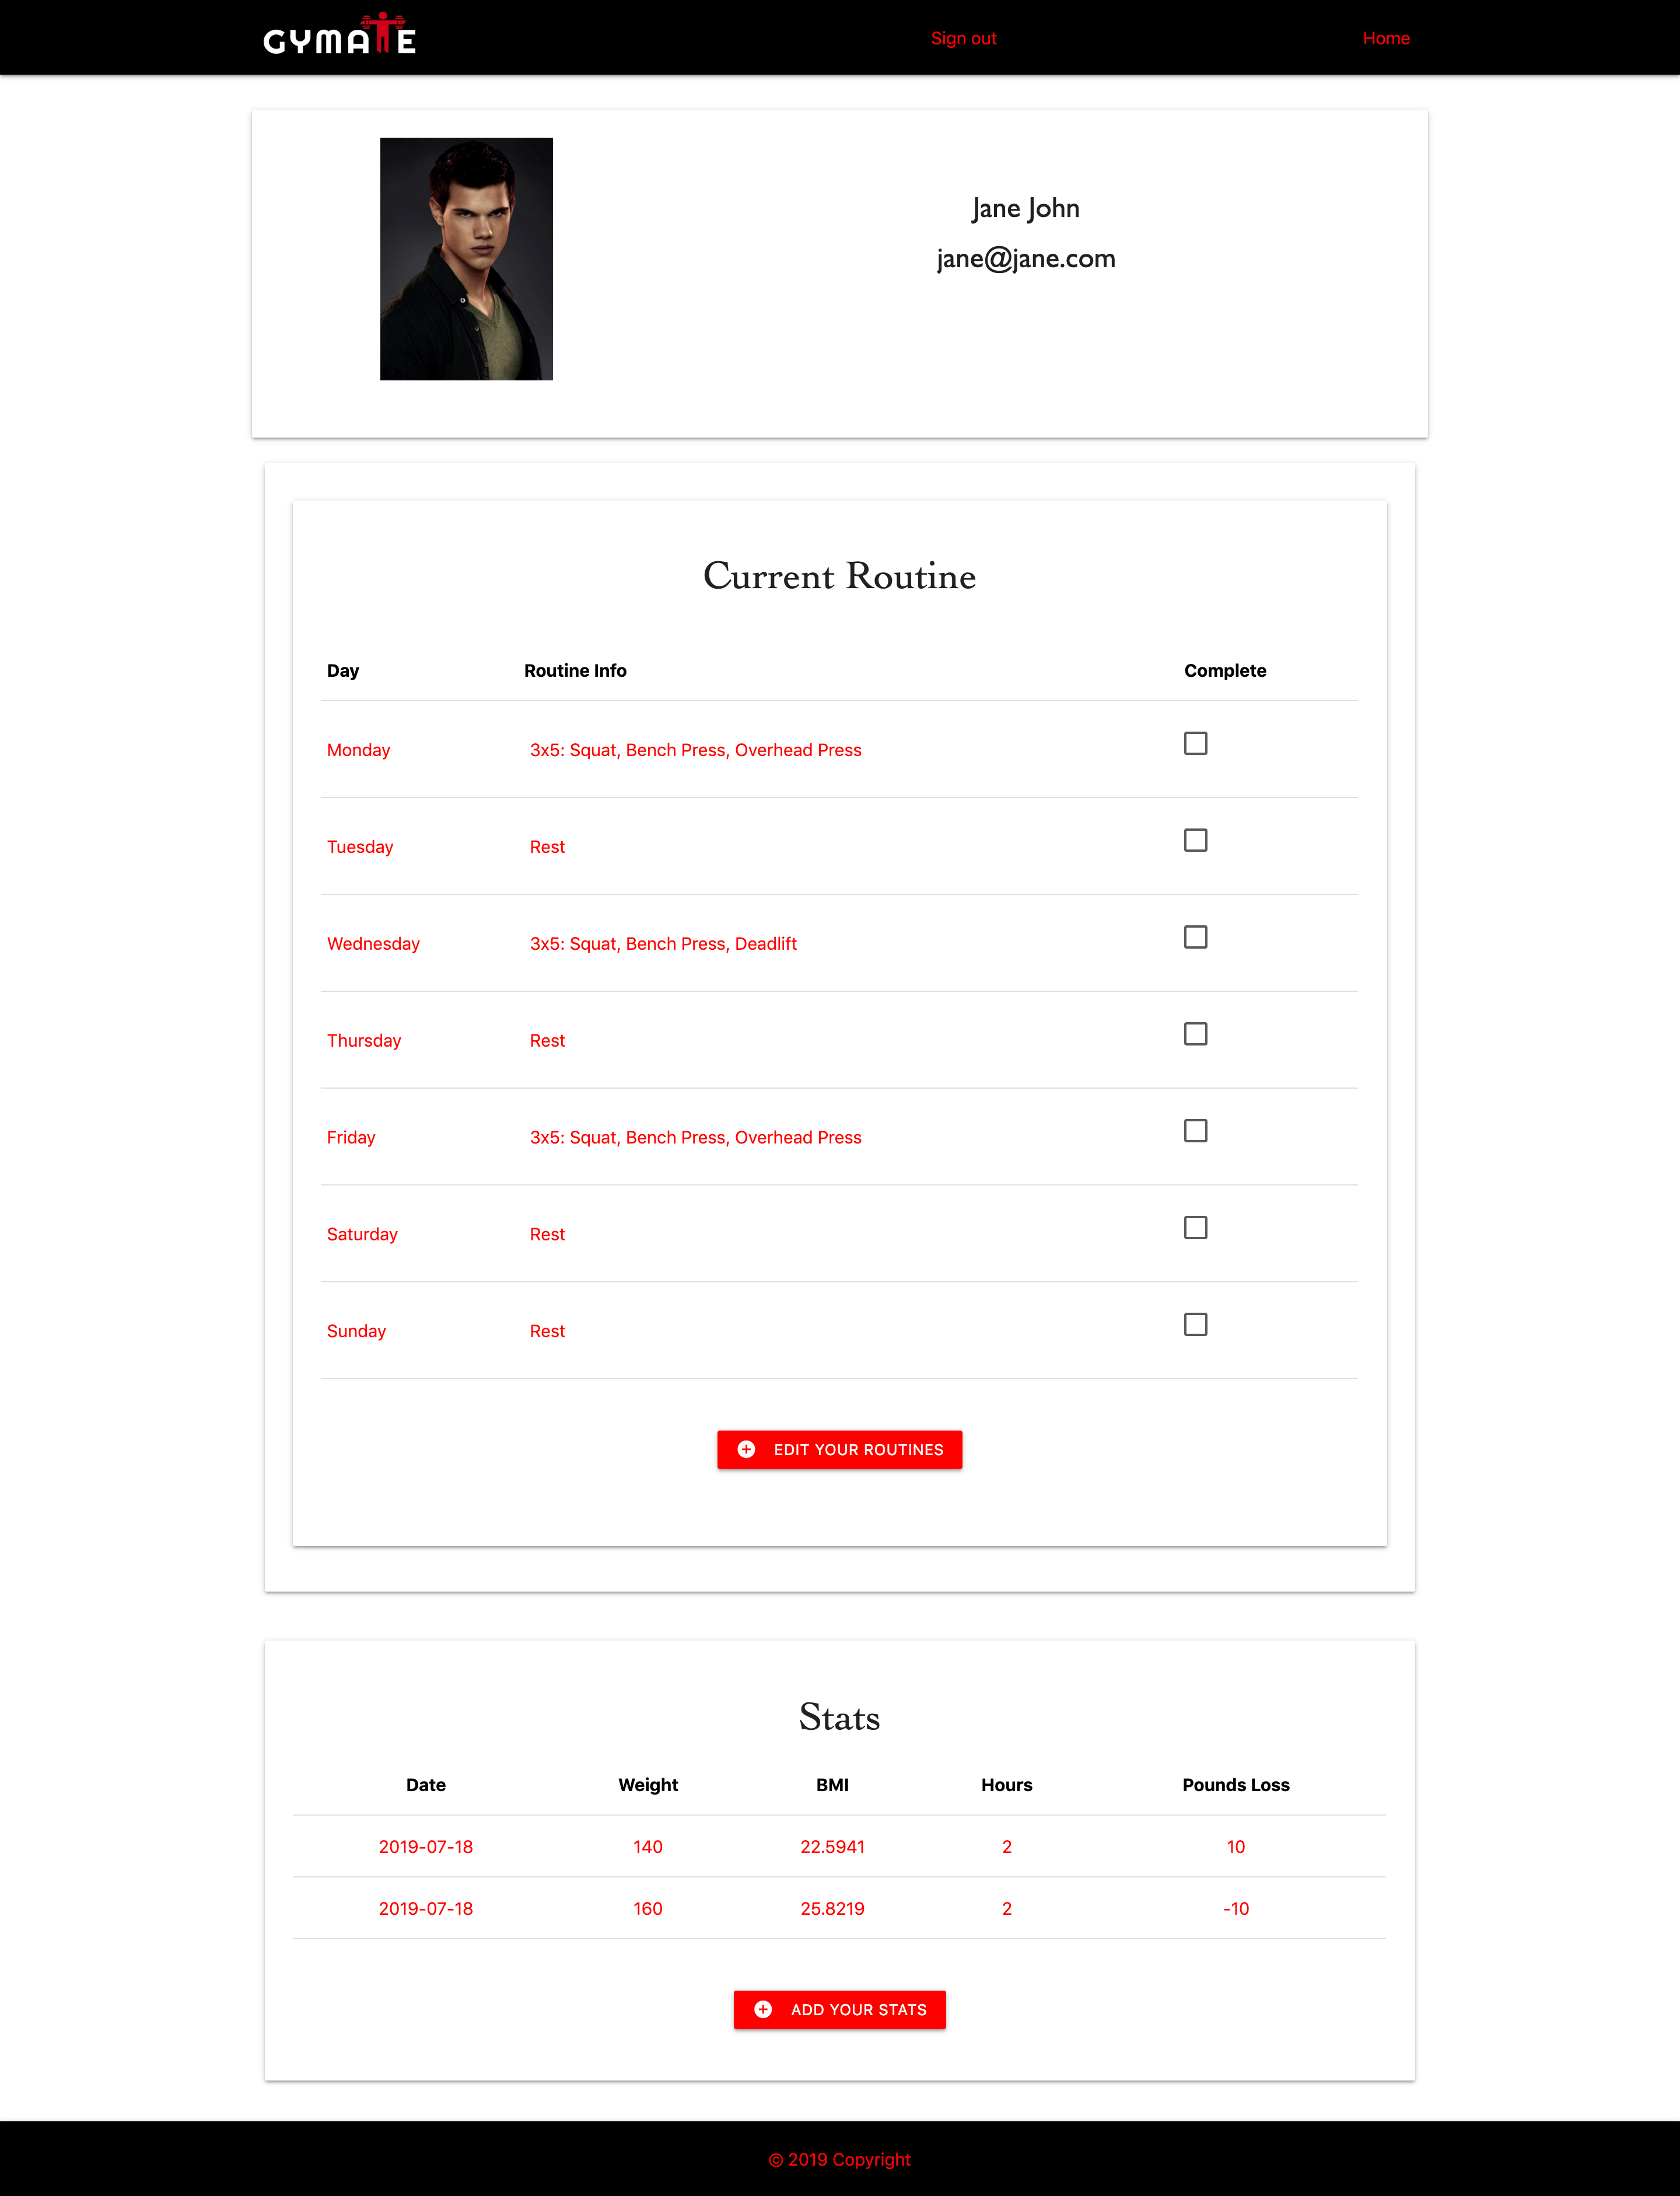 GYMATE Sign out Home
Jane John
jane@jane.com
Current Routine
Day Routine Info Complete
Monday 3x5: Squat, Bench Press, Overhead Press
Tuesday Rest
Wednesday 3x5: Squat, Bench Press, Deadlift
Thursday Rest
Friday 3x5: Squat, Bench Press, Overhead Press
Saturday Rest
Sunday Rest
EDIT YOUR ROUTINES
Stats
Date Weight BMI Hours Pounds Loss
2019-07-18 140 22.5941 2 10
2019-07-18 160 25.8219 2 -10
ADD YOUR STATS
© 2019 Copyright